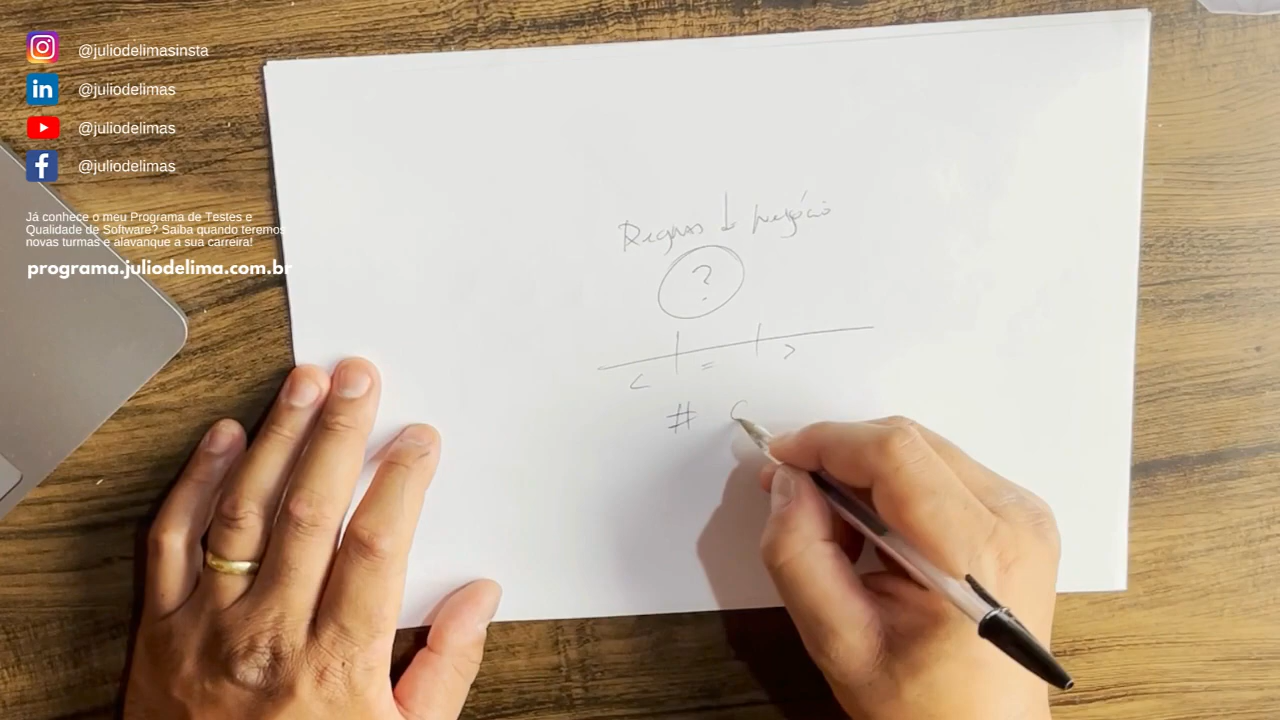 @juliodelimasinsta
@juliodelimas
@juliodelimas
@juliodelimas
Já conhece o meu Programa de Testes e
Qualidade de Software? Saiba quando teremos
novas turmas e alavanque a sua carreira!
programa.juliodelima.com.br
Regras de negócio
?
< = >
#